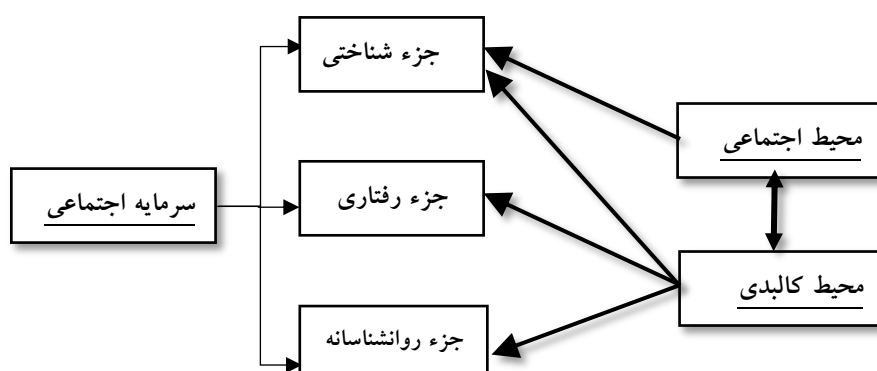 جزء شناختی
محیط اجتماعی
سرمایه اجتماعی
جزء رفتاری
محیط کالبدی
جزء روانشناسانه